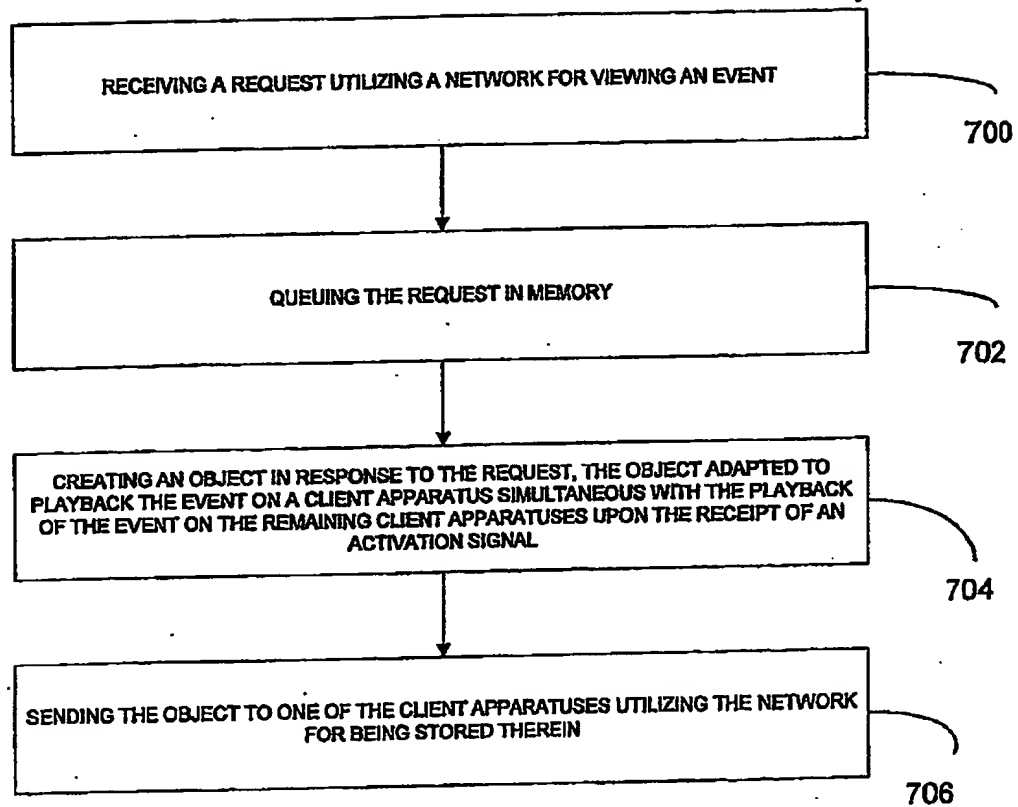 RECEIVING A REQUEST UTILIZING A NETWORK FOR VIEWING AN EVENT
700
QUEUING THE REQUEST IN MEMORY
702
CREATING AN OBJECT IN RESPONSE TO THE REQUEST, THE OBJECT ADAPTED TO
PLAYBACK THE EVENT ON A CLIENT APPARATUS SIMULTANEOUS WITH THE PLAYBACK
OF THE EVENT ON THE REMAINING CLIENT APPARATUSES UPON THE RECEIPT OF AN
ACTIVATION SIGNAL
704
SENDING THE OBJECT TO ONE OF THE CLIENT APPARATUSES UTILIZING THE NETWORK
FOR BEING STORED THEREIN
706